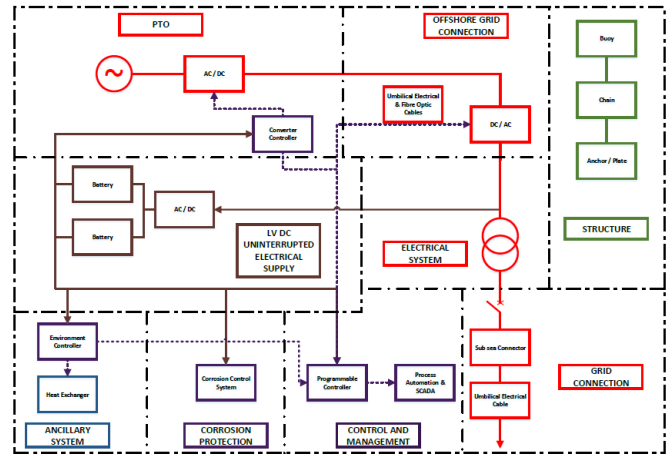 PTO
OFFSHORE GRID
CONNECTION
Buoy
AC / DC
Umbilical Electrical
& Fibre Optic
Cables
Chain
DC / AC
Converter
Controller
Anchor / Plate
Battery
AC / DC
Battery
LV DC
UNINTERRUPTED
ELECTRICAL
SUPPLY
ELECTRICAL
SYSTEM
STRUCTURE
Environment
Controller
Sub sea Connector
Heat Exchanger
Corrosion Control
System
Programmable
Controller
Process
Automation &
SCADA
GRID
CONNECTION
Umbilical Electrical
Cable
ANCILLARY
SYSTEM
CORROSION
PROTECTION
CONTROL AND
MANAGEMENT